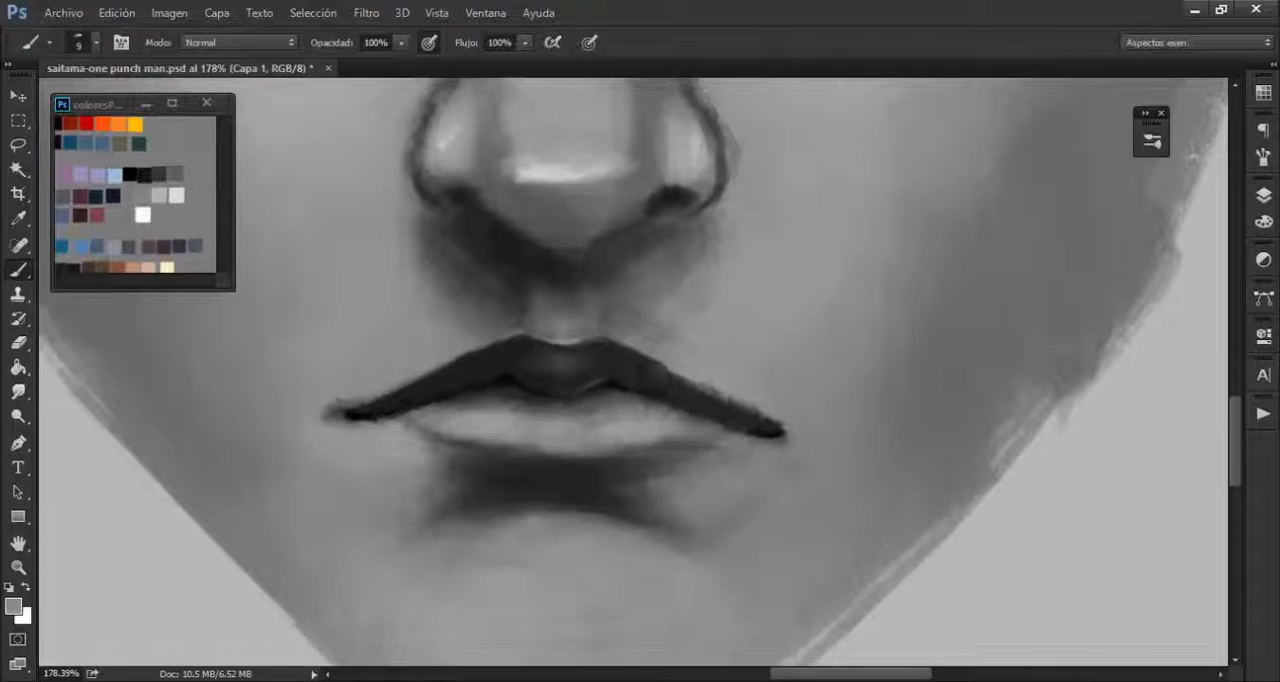 Ps Archivo Edición Imagen Capa Texto Selección Filtro 3D Vista Ventana Ayuda
9 Modo: Normal Opacidad: 100% Flujo: 100% Aspectos esen.
saitama-one punch man.psd al 178% (Capa 1, RGB/8) * ×
Ps coloresP...
178.39% Doc: 10.5 MB/6.52 MB